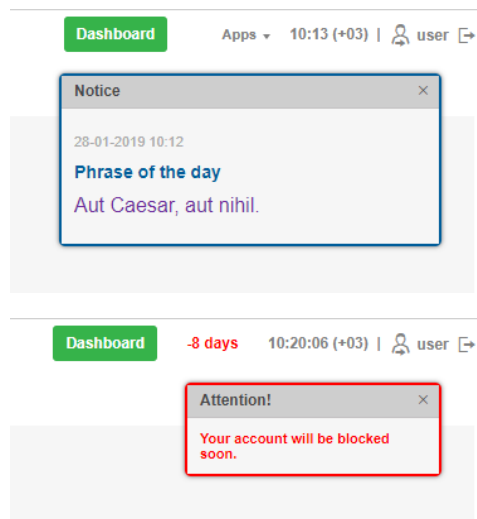 Dashboard Apps 10:13 (+03) | user
Notice ×
28-01-2019 10:12
Phrase of the day
Aut Caesar, aut nihil.
Dashboard -8 days 10:20:06 (+03) | user
Attention! ×
Your account will be blocked
soon.